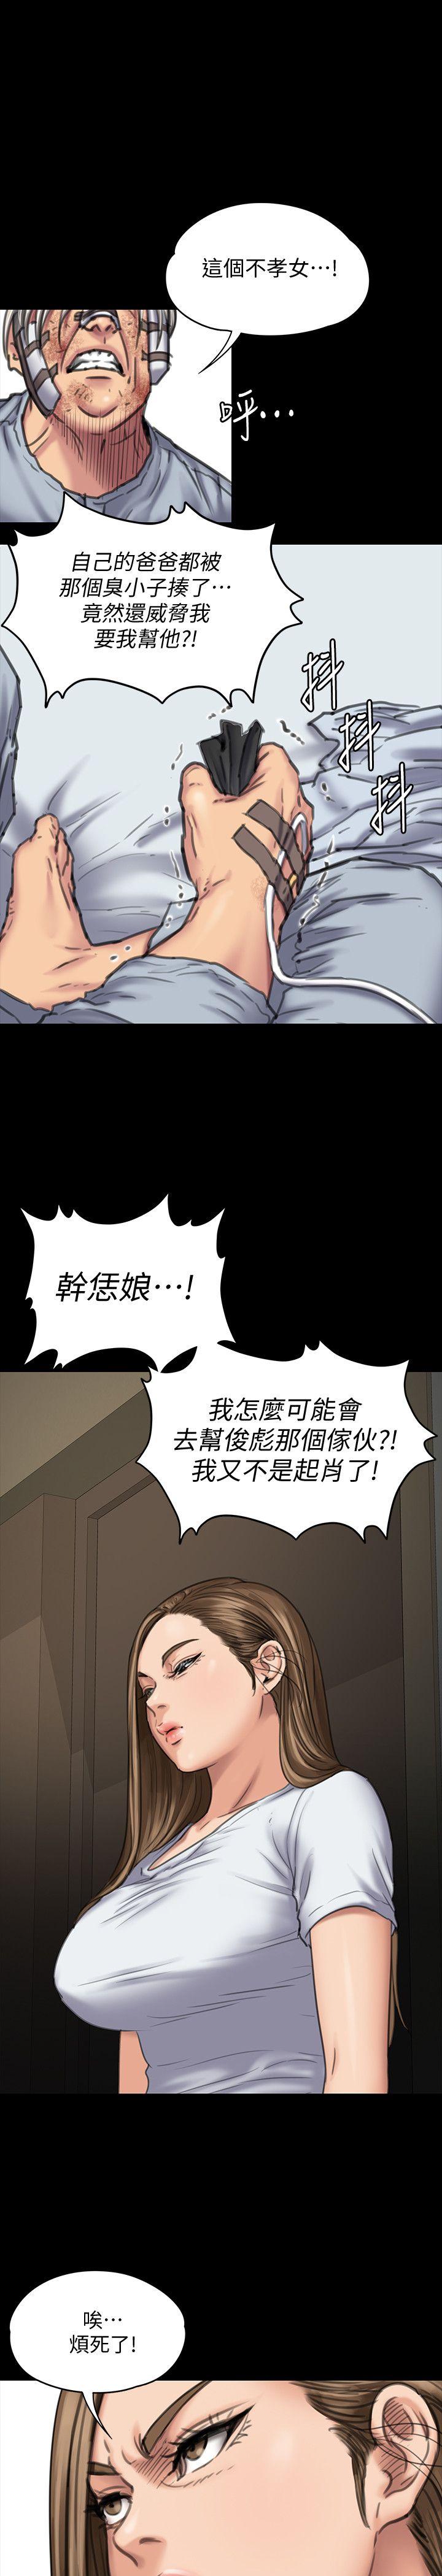 這個不孝女…!
呼…
自己的爸爸都被
那個臭小子揍了…
竟然還威脅我
要我幫他?!
抖
抖
抖
幹恁娘…!
我怎麼可能會
去幫俊彪那個傢伙?!
我又不是起肖了!
唉…
煩死了!